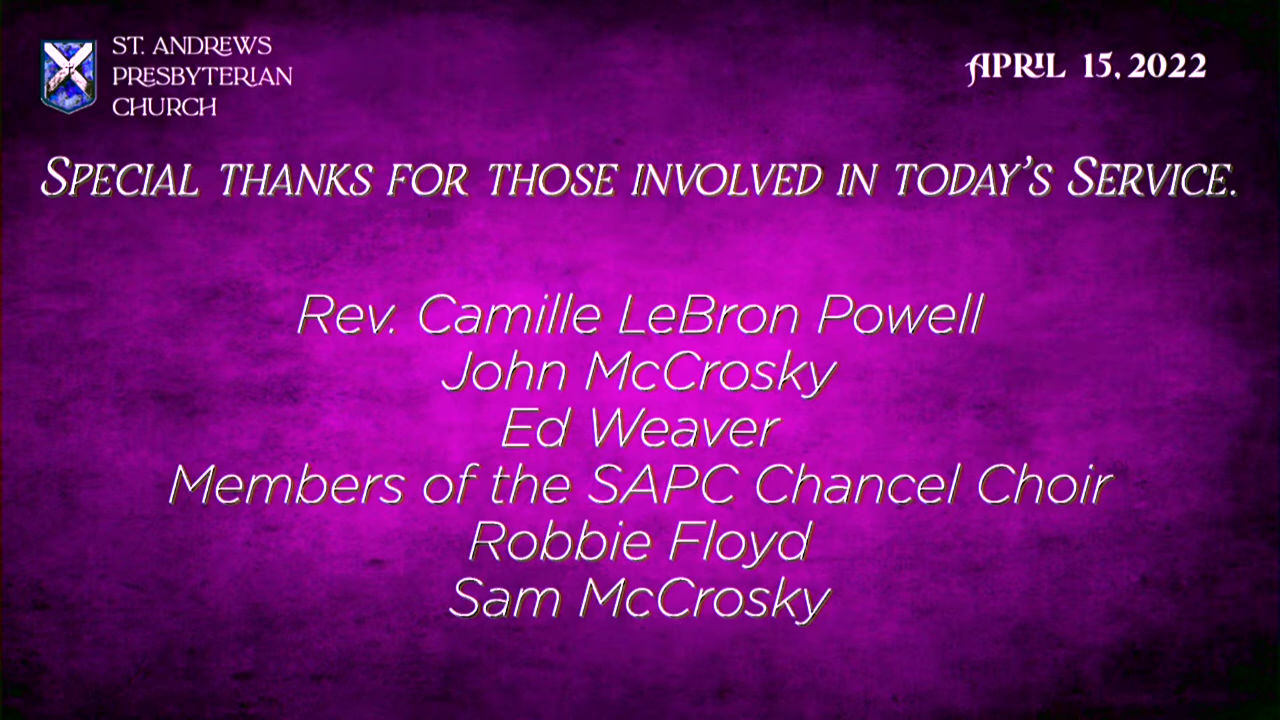 ST. ANDREWS
PRESBYTERIAN
CHURCH
APRIL 15, 2022
SPECIAL THANKS FOR THOSE INVOLVED IN TODAY'S SERVICE.
Rev. Camille LeBron Powell
John McCrosky
Ed Weaver
Members of the SAPC Chancel Choir
Robbie Floyd
Sam McCrosky